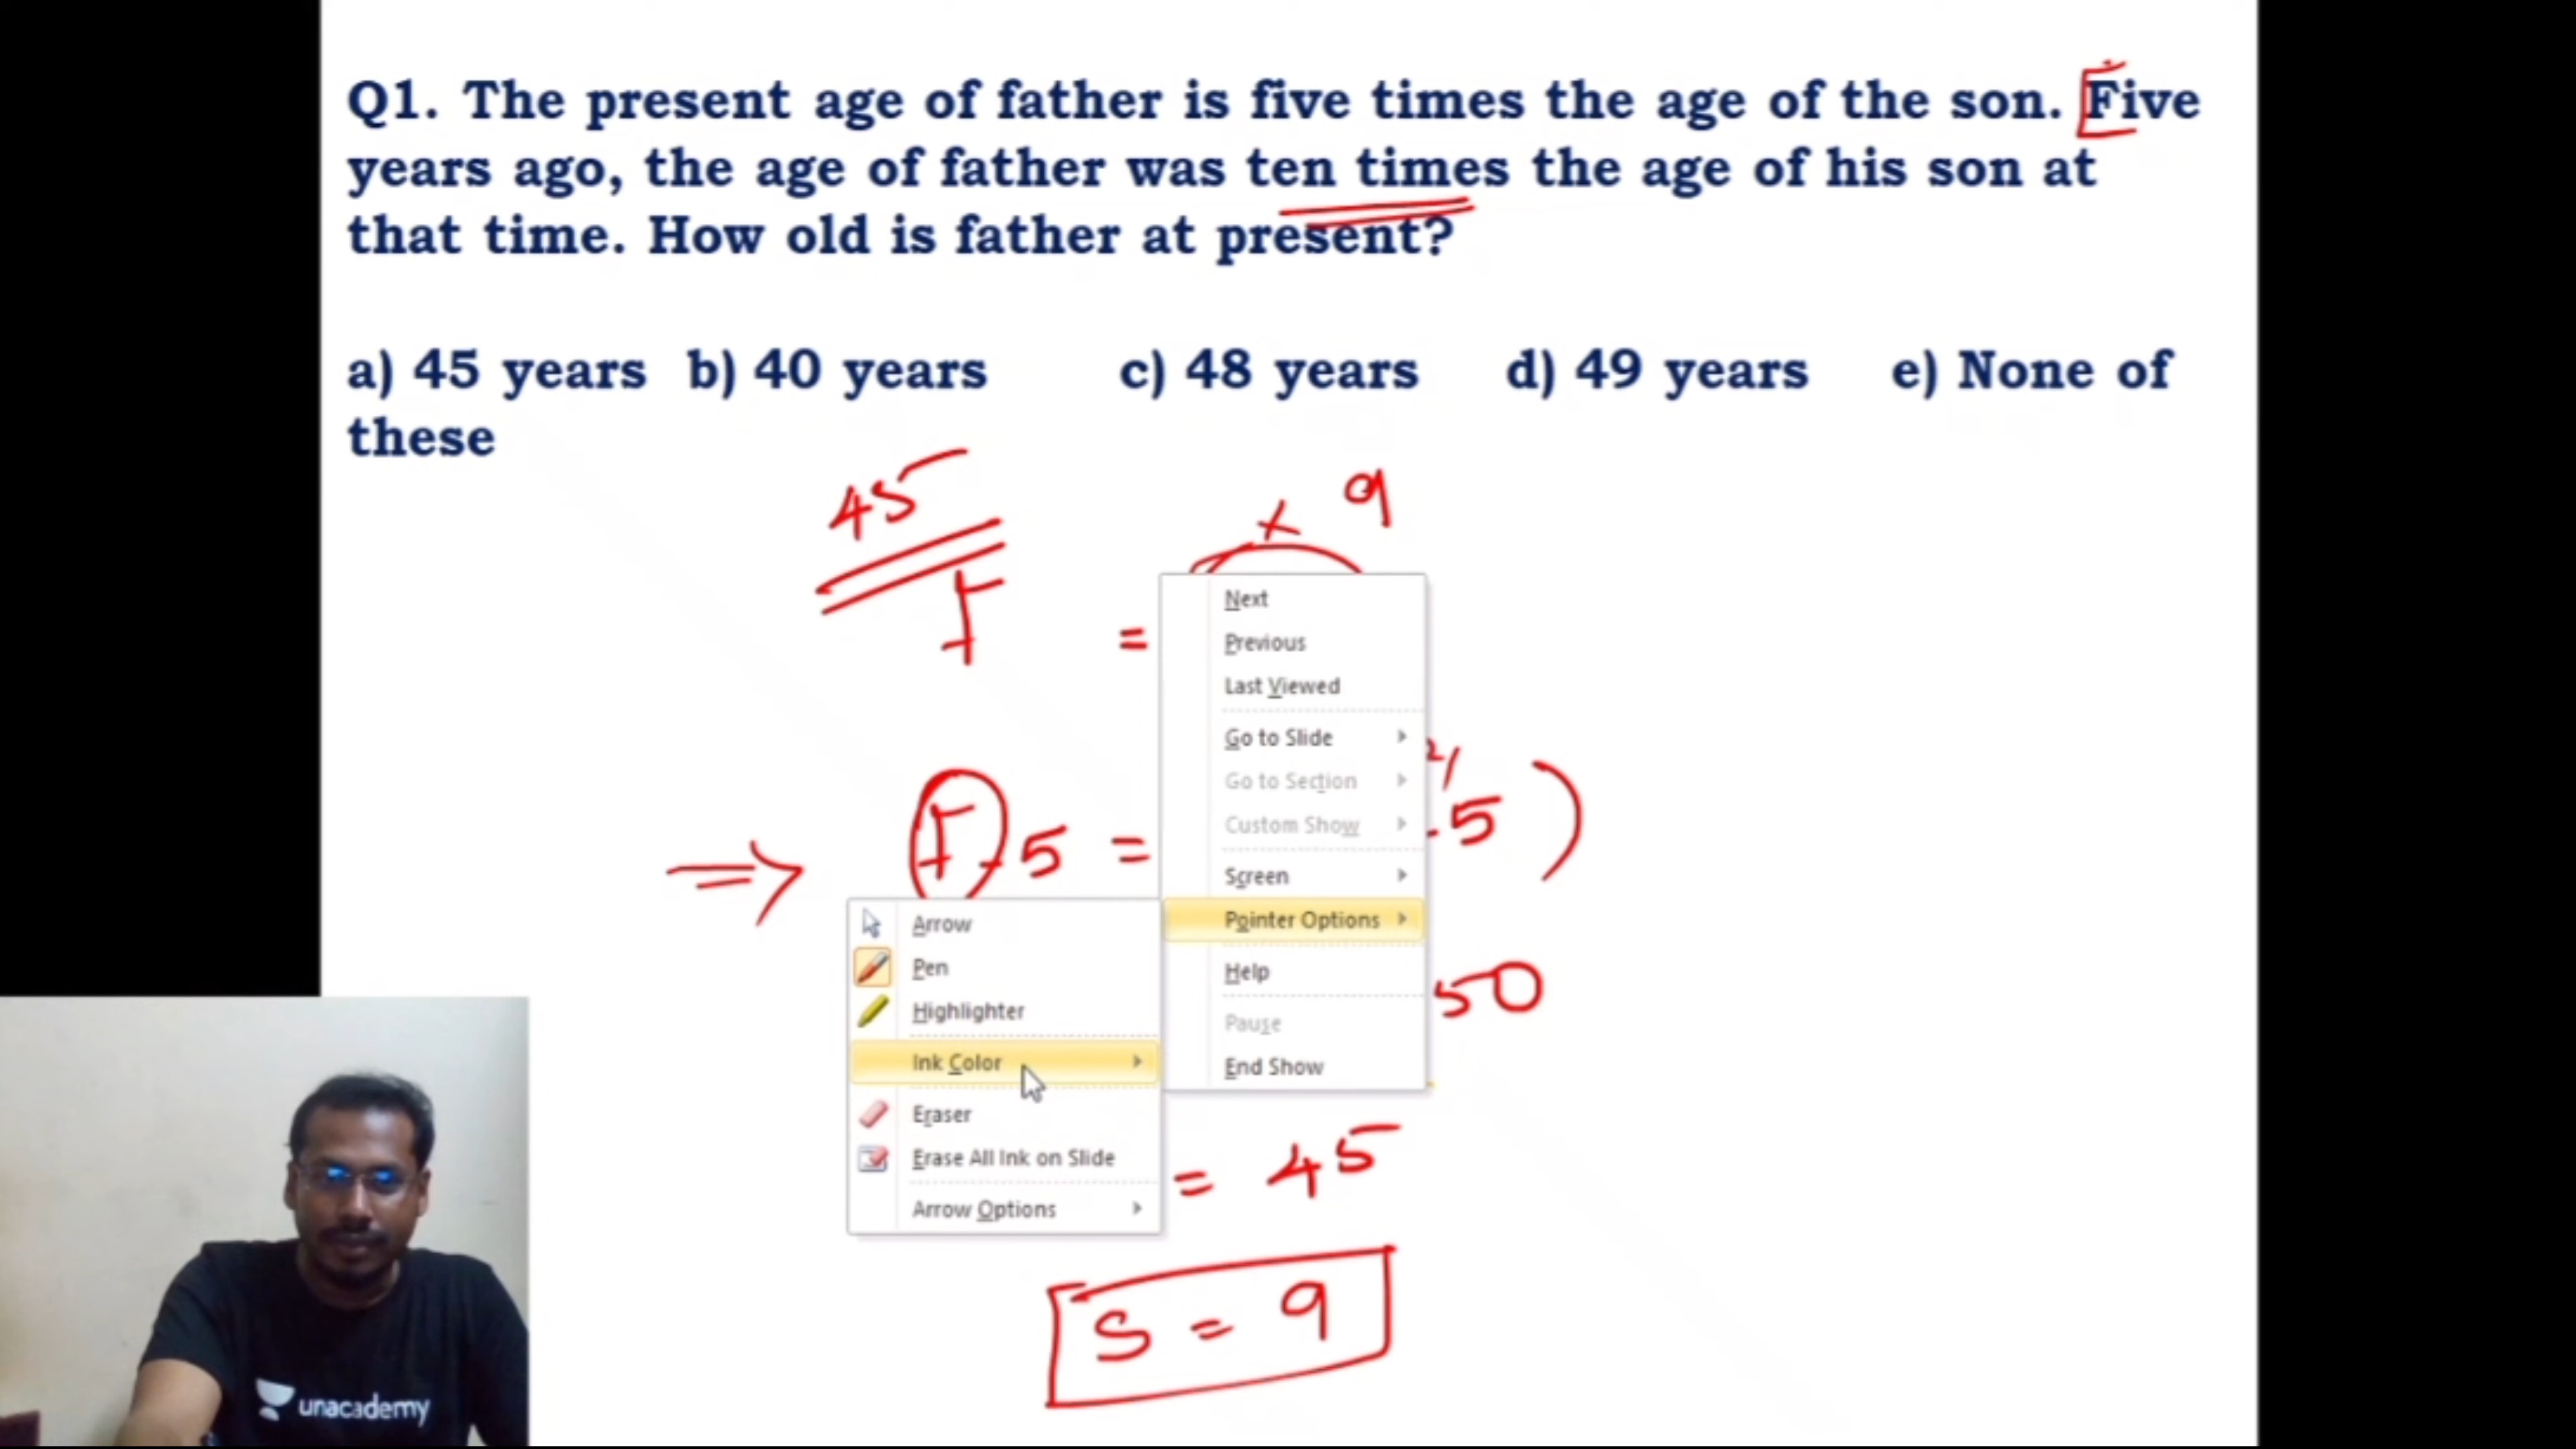 Q1. The present age of father is five times the age of the son. Five
years ago, the age of father was ten times the age of his son at
that time. How old is father at present?
a) 45 years b) 40 years c) 48 years d) 49 years e) None of
these
45
× 9
F =
Next
Previous
Last Viewed
Go to Slide
Go to Section
Custom Show
Screen
Pointer Options
Help
Pause
End Show
F - 5 = - 5 )
50
Arrow
Pen
Highlighter
Ink Color
Eraser
Erase All Ink on Slide
Arrow Options
= 45
S = 9
unacademy